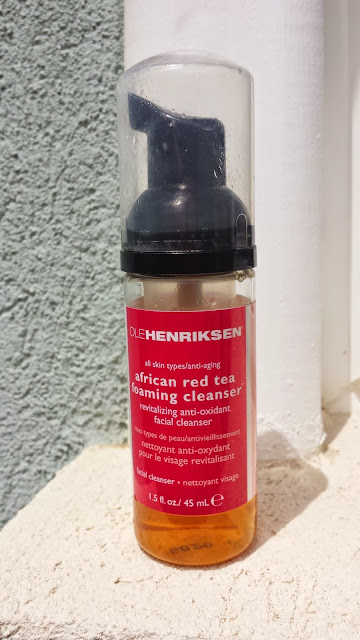 OLEHENRIKSEN
all skin types/anti-aging
african red tea
foaming cleanser
revitalizing anti-oxidant
facial cleanser
tous types de peau/antivieillissement
nettoyant anti-oxydant
pour le visage revitalisant
facial cleanser • nettoyant visage
1.5 fl. oz./ 45 mL ℮